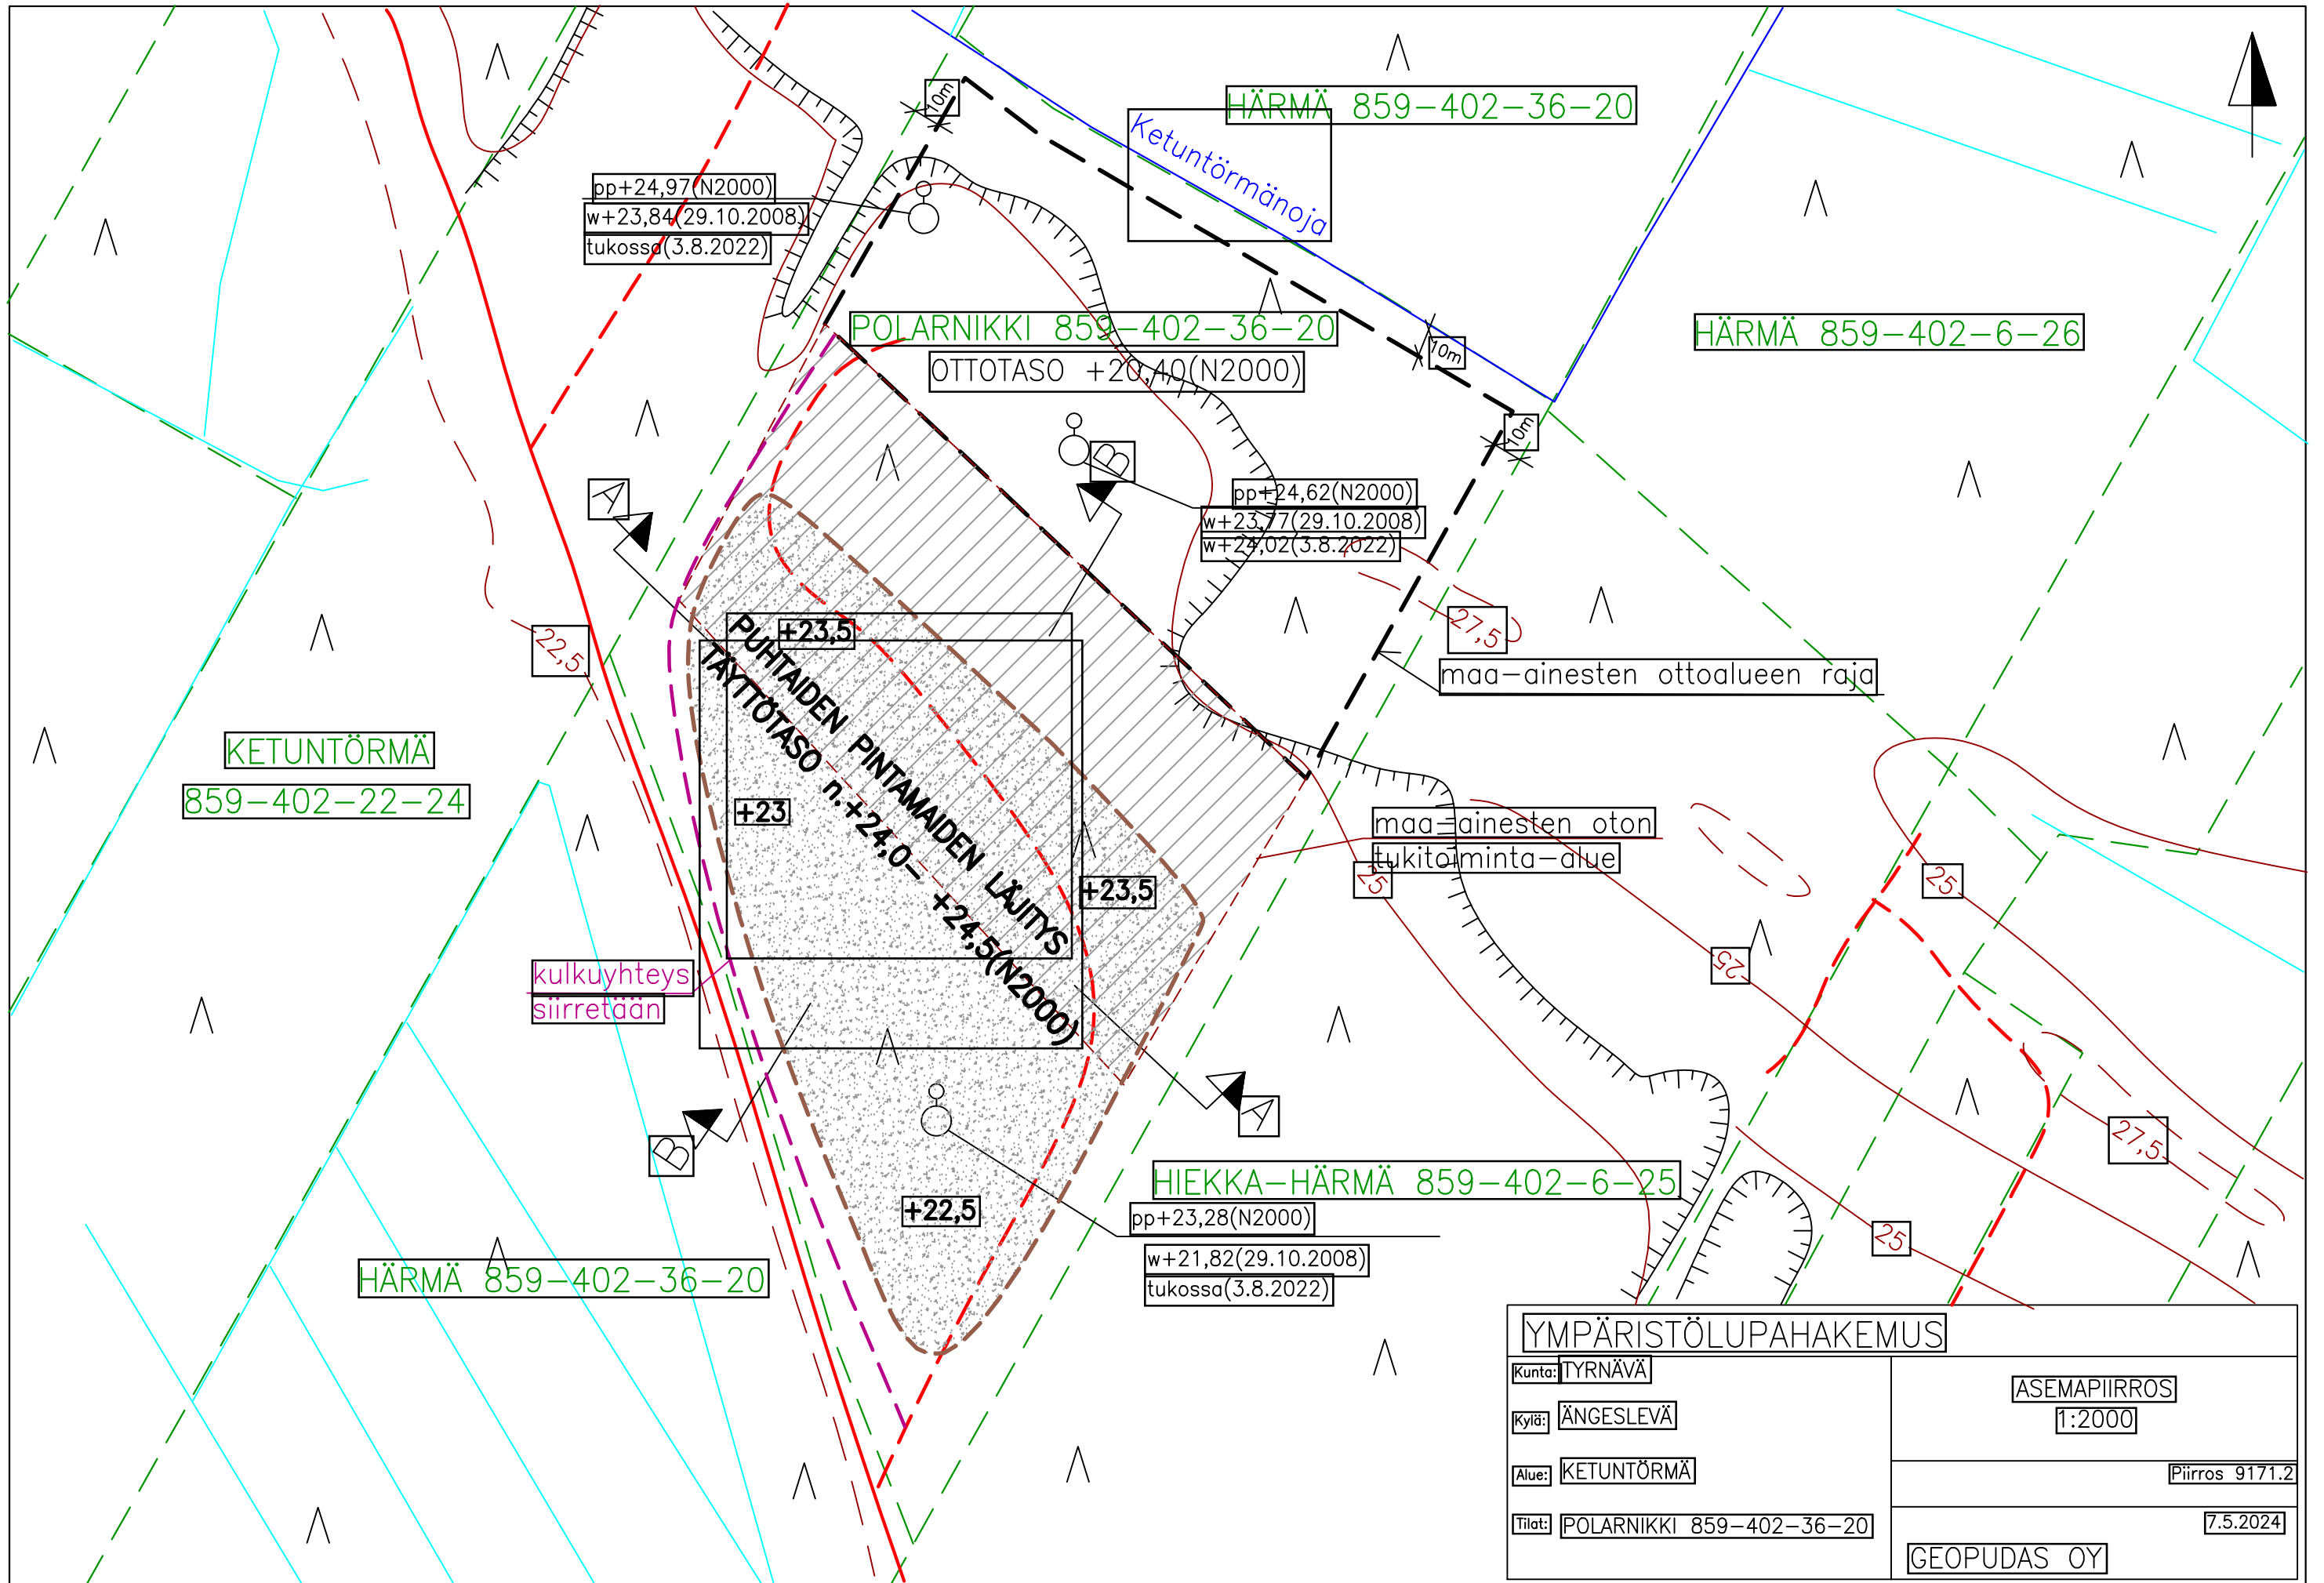 HÄRMÄ 859-402-36-20
10m
Ketuntörmänoja
pp+24,97(N2000)
w+23,84(29.10.2008)
tukossa(3.8.2022)
POLARNIKKI 859-402-36-20
OTTOTASO +20,40(N2000)
HÄRMÄ 859-402-6-26
10m
10m
B
A
pp+24,62(N2000)
w+23,77(29.10.2008)
w+24,02(3.8.2022)
27,5
22,5
+23,5
maa-ainesten ottoalueen raja
PUHTAIDEN PINTAMAIDEN LÄJITYS
TÄYTTÖTASO n.+24,0- +24,5(N2000)
KETUNTÖRMÄ
859-402-22-24
+23
maa-ainesten oton
tukitoiminta-alue
25
+23,5
25
25
kulkuyhteys
siirretään
A
B
27,5
HIEKKA-HÄRMÄ 859-402-6-25
+22,5
pp+23,28(N2000)
w+21,82(29.10.2008)
tukossa(3.8.2022)
25
HÄRMÄ 859-402-36-20
YMPÄRISTÖLUPAHAKEMUS
Kunta: TYRNÄVÄ
Kylä: ÄNGESLEVÄ
Alue: KETUNTÖRMÄ
Tilat: POLARNIKKI 859-402-36-20
ASEMAPIIRROS
1:2000
Piirros 9171.2
7.5.2024
GEOPUDAS OY